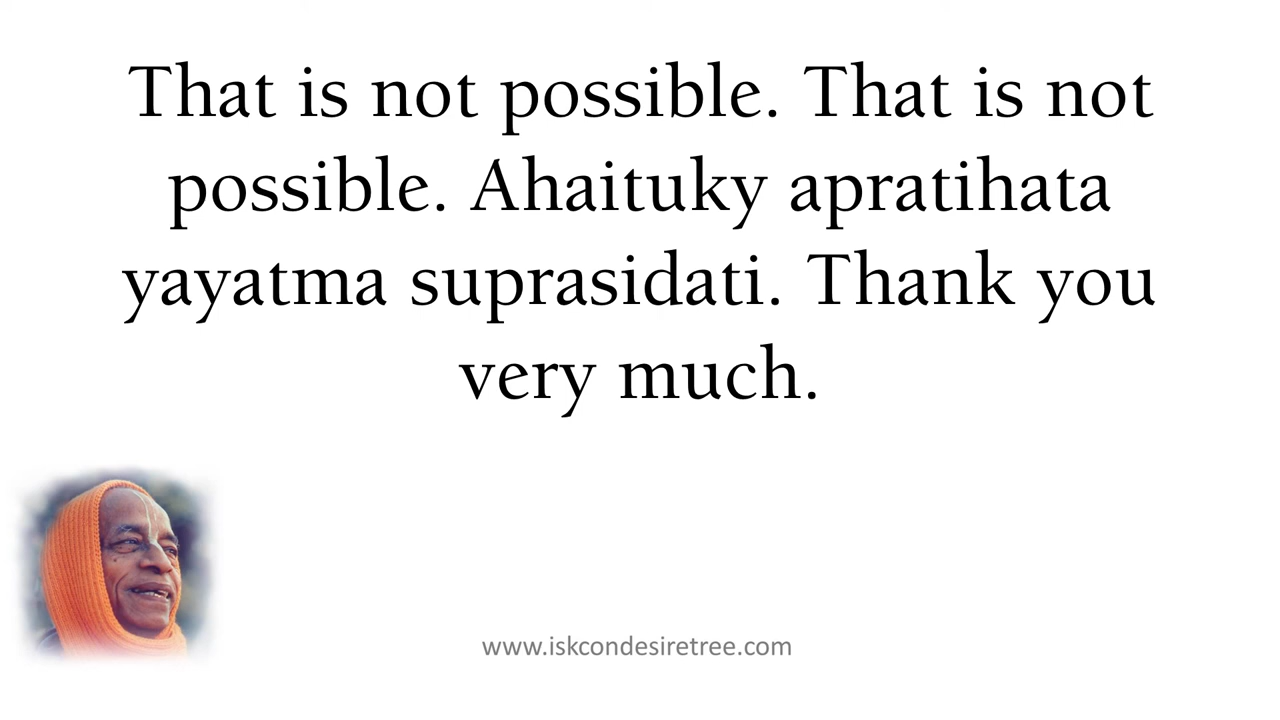 That is not possible. That is not
possible. Ahaituky apratihata
yayatma suprasidati. Thank you
very much.
www.iskcondesiretree.com